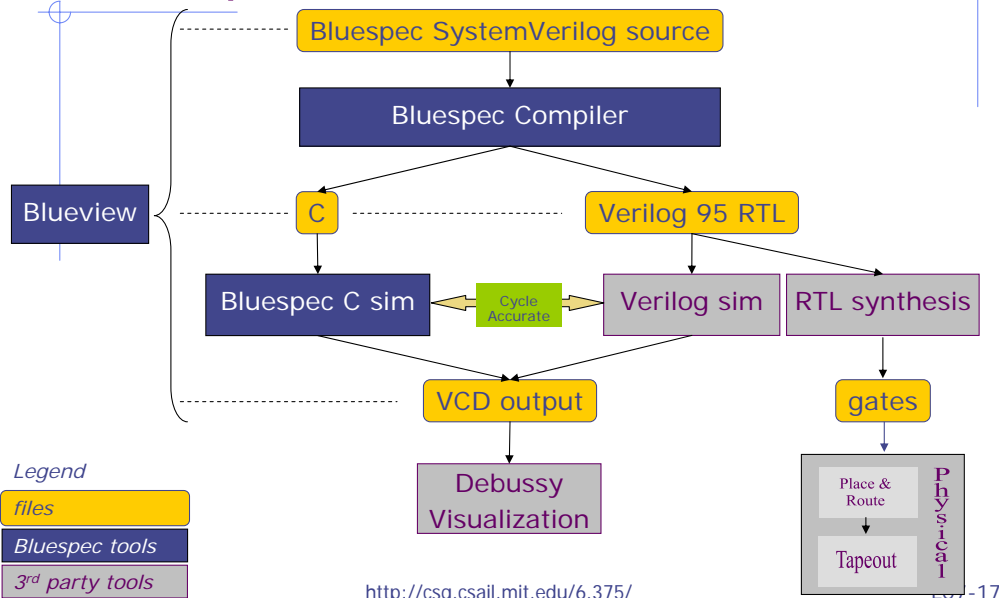 Bluespec SystemVerilog source
Bluespec Compiler
Blueview
C
Verilog 95 RTL
Bluespec C sim
Cycle
Accurate
Verilog sim
RTL synthesis
VCD output
gates
Legend
files
Bluespec tools
3rd party tools
Debussy
Visualization
Place &
Route
Tapeout
Physical
http://csg.csail.mit.edu/6.375/
-17